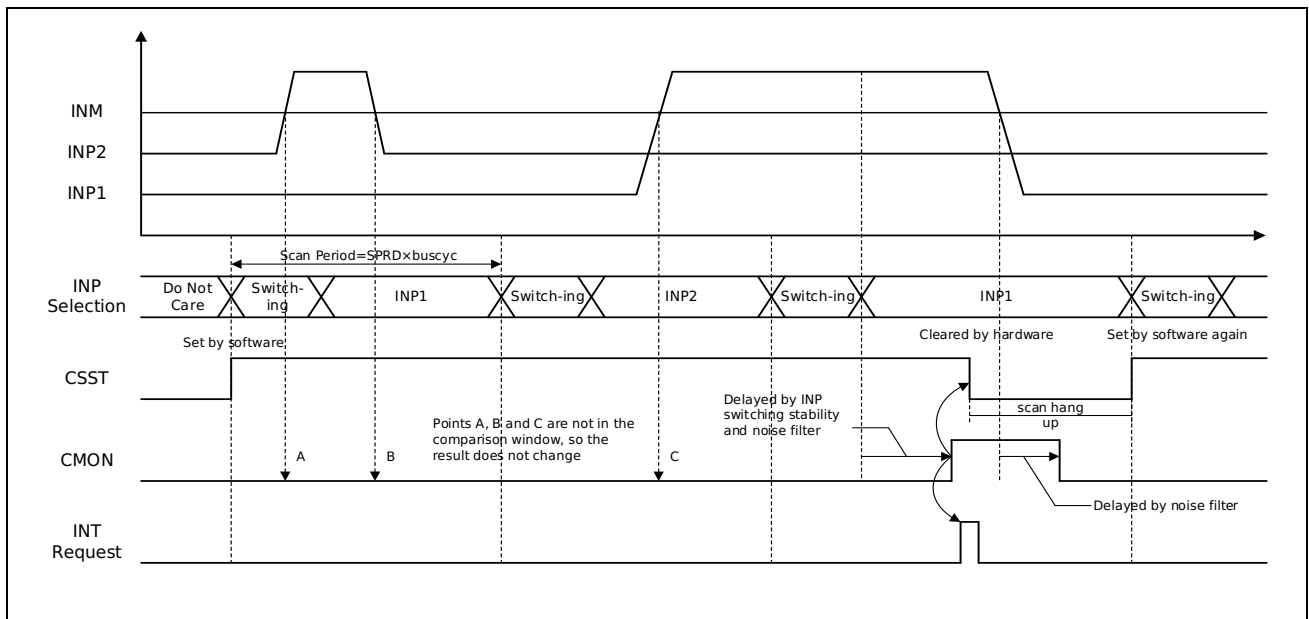 INM
INP2
INP1
Scan Period=SPRD×buscyc
INP
Selection
Do Not
Care
Switch-
ing
INP1
Switch-ing
INP2
Switch-ing
INP1
Switch-ing
Set by software
Cleared by hardware
Set by software again
CSST
Delayed by INP
switching stability
and noise filter
scan hang
up
Points A, B and C are not in the
comparison window, so the
result does not change
CMON
A
B
C
Delayed by noise filter
INT
Request